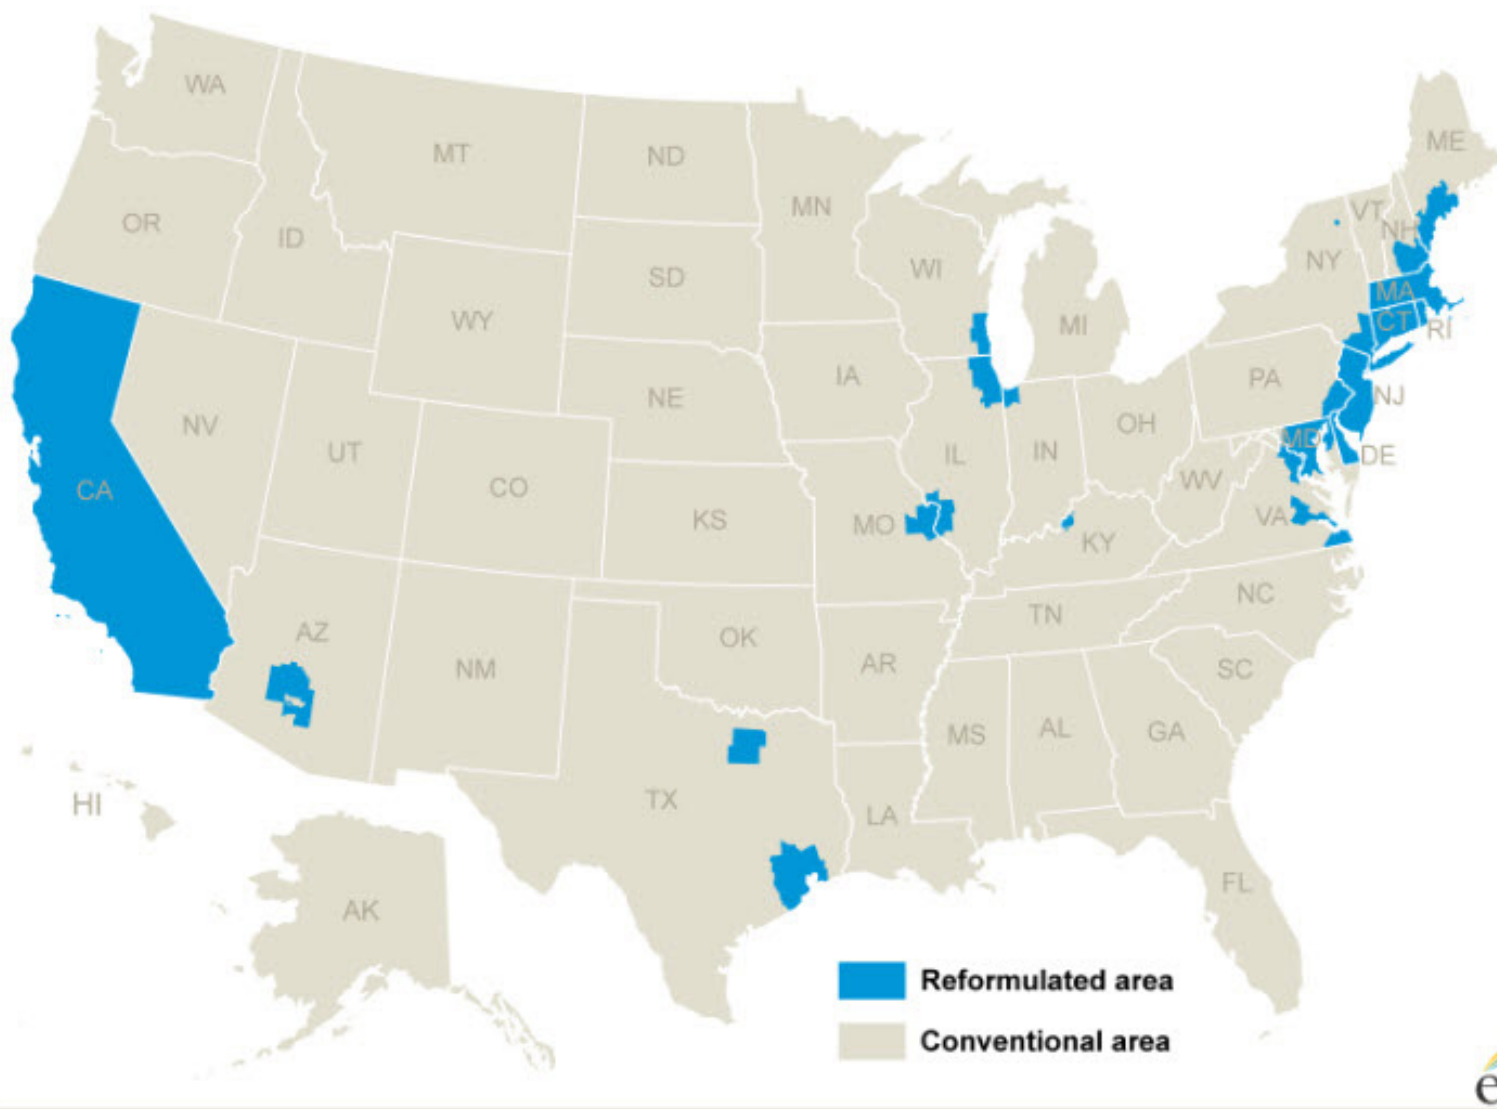 WA
MT
ND
MN
ME
OR
ID
SD
WI
VT
NH
NY
WY
MI
MA
CT
RI
IA
NE
PA
NJ
NV
UT
CO
IL
IN
OH
MD
DE
WV
CA
KS
MO
KY
VA
AZ
NM
OK
AR
TN
NC
SC
MS
AL
GA
HI
TX
LA
AK
FL
Reformulated area
Conventional area
e